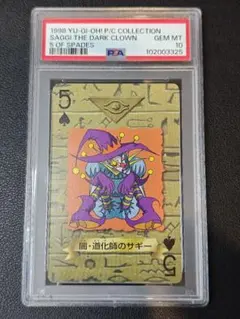 1998 YU-GI-OH! P/C COLLECTION
SAGGI THE DARK CLOWN GEM MT
5 OF SPADES 10
PSA 102003325
5
闇・道化師のサギー
5